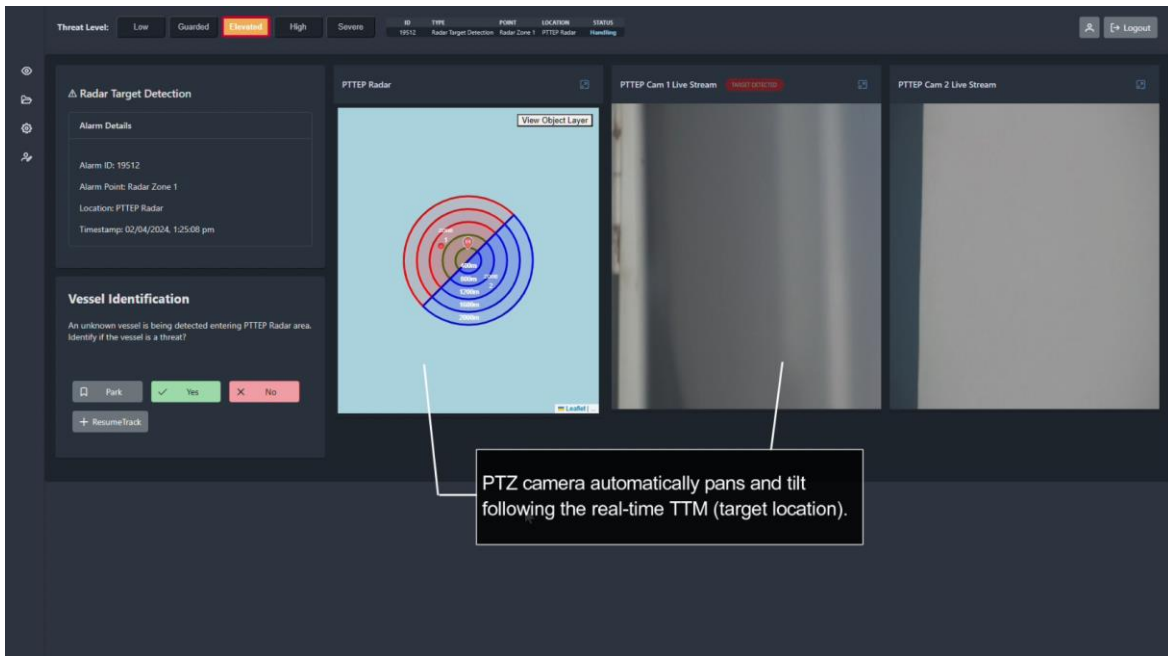 Threat Level: Low Guarded Elevated High Severe
ID TYPE POINT LOCATION STATUS
19512 Radar Target Detection Radar Zone 1 PTTEP Radar Handling
Logout
Radar Target Detection
Alarm Details
Alarm ID: 19512
Alarm Point: Radar Zone 1
Location: PTTEP Radar
Timestamp: 02/04/2024, 1:25:08 pm
Vessel Identification
An unknown vessel is being detected entering PTTEP Radar area.
Identify if the vessel is a threat?
Park Yes No
ResumeTrack
PTTEP Radar
View Object Layer
400m
800m
1200m
1600m
2000m
Leaflet |
PTTEP Cam 1 Live Stream TARGET DETECTED
PTTEP Cam 2 Live Stream
PTZ camera automatically pans and tilt
following the real-time TTM (target location).